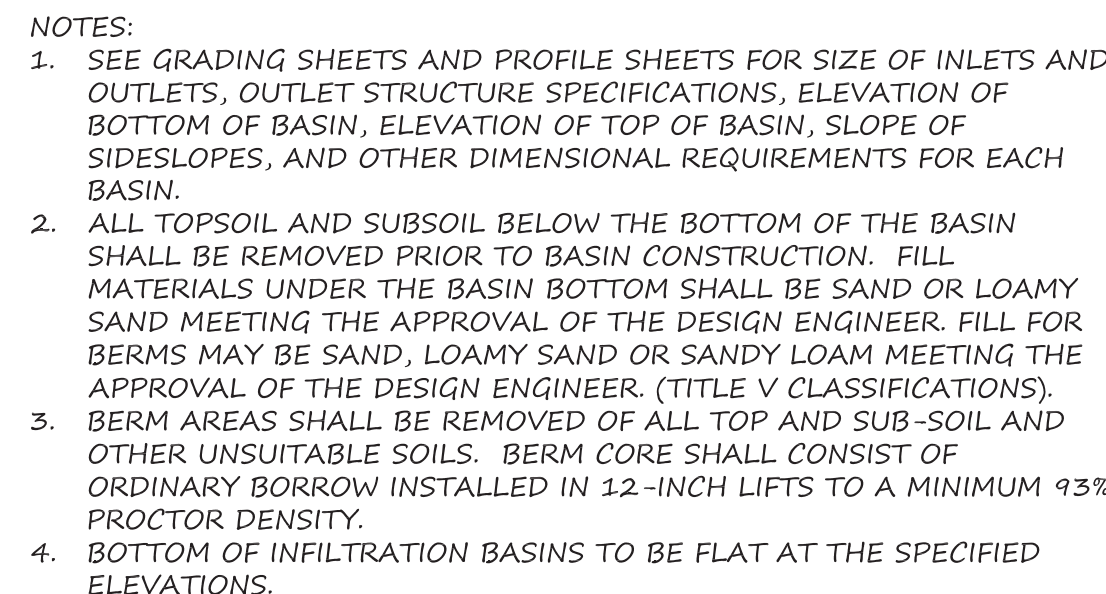 NOTES:
1. SEE GRADING SHEETS AND PROFILE SHEETS FOR SIZE OF INLETS AND
OUTLETS, OUTLET STRUCTURE SPECIFICATIONS, ELEVATION OF
BOTTOM OF BASIN, ELEVATION OF TOP OF BASIN, SLOPE OF
SIDESLOPES, AND OTHER DIMENSIONAL REQUIREMENTS FOR EACH
BASIN.
2. ALL TOPSOIL AND SUBSOIL BELOW THE BOTTOM OF THE BASIN
SHALL BE REMOVED PRIOR TO BASIN CONSTRUCTION. FILL
MATERIALS UNDER THE BASIN BOTTOM SHALL BE SAND OR LOAMY
SAND MEETING THE APPROVAL OF THE DESIGN ENGINEER. FILL FOR
BERMS MAY BE SAND, LOAMY SAND OR SANDY LOAM MEETING THE
APPROVAL OF THE DESIGN ENGINEER. (TITLE V CLASSIFICATIONS).
3. BERM AREAS SHALL BE REMOVED OF ALL TOP AND SUB-SOIL AND
OTHER UNSUITABLE SOILS. BERM CORE SHALL CONSIST OF
ORDINARY BORROW INSTALLED IN 12-INCH LIFTS TO A MINIMUM 93%
PROCTOR DENSITY.
4. BOTTOM OF INFILTRATION BASINS TO BE FLAT AT THE SPECIFIED
ELEVATIONS.